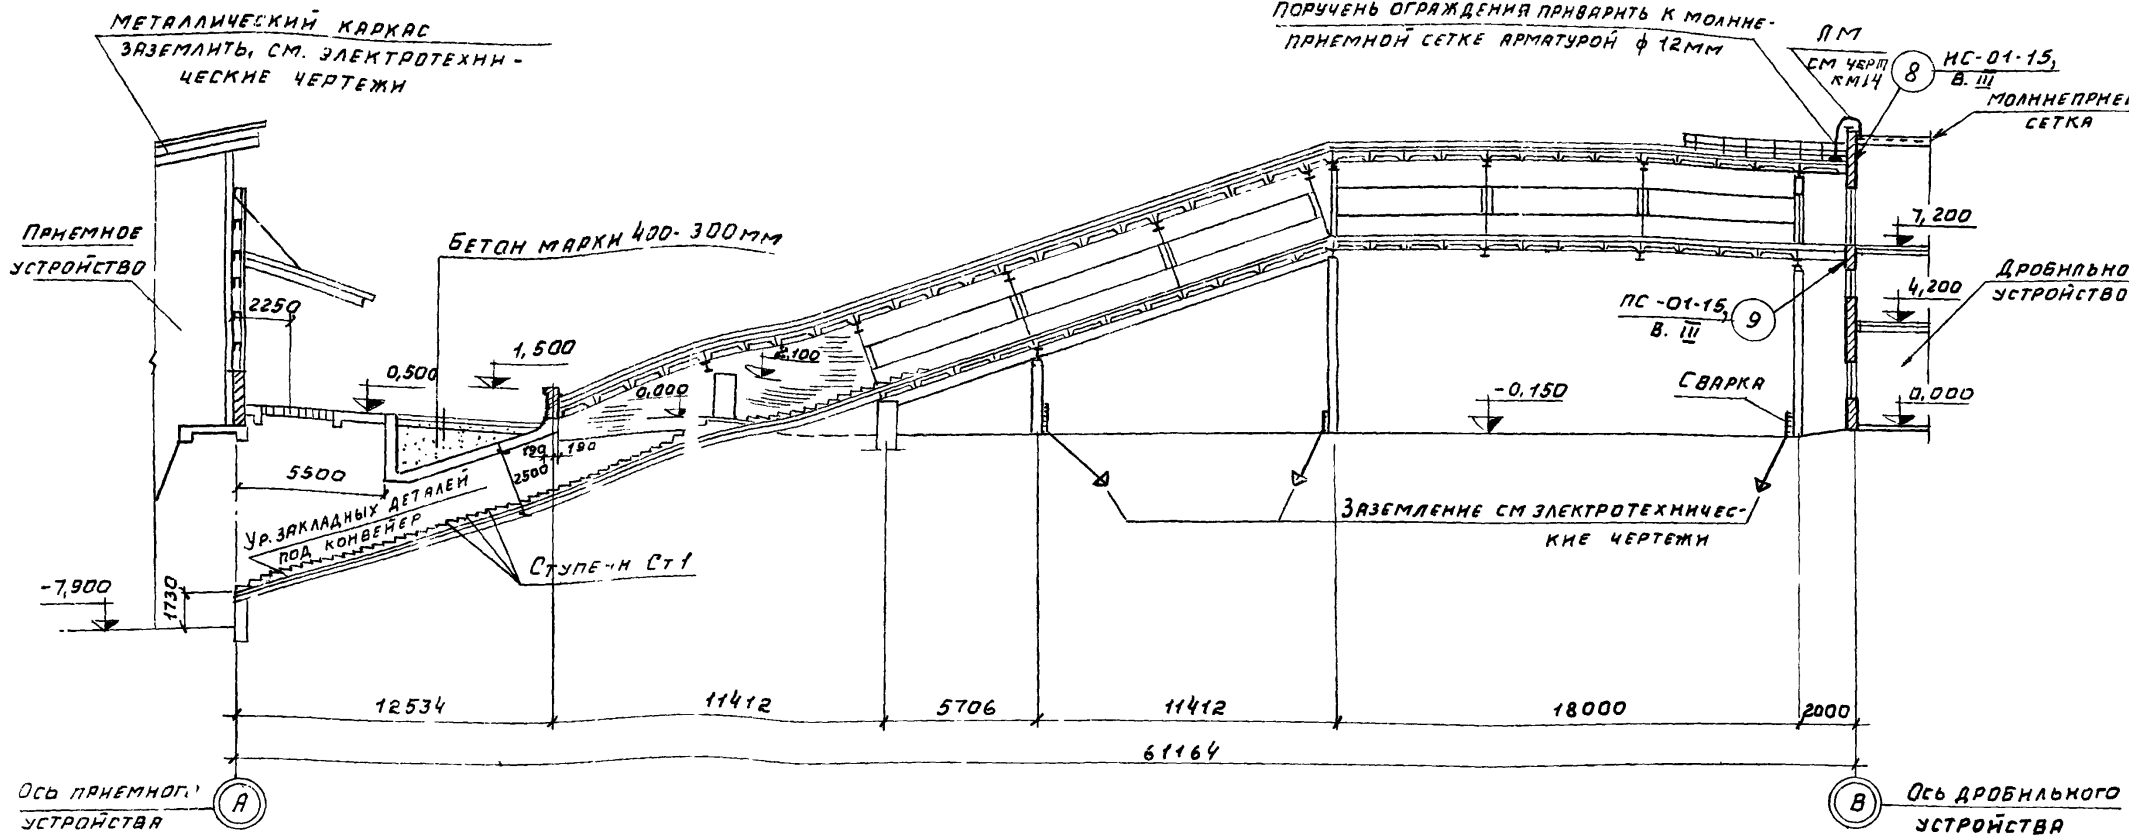 МЕТАЛЛИЧЕСКИЙ КАРКАС
ЗАЗЕМЛИТЬ, СМ. ЭЛЕКТРОТЕХНИ-
ЧЕСКИЕ ЧЕРТЕЖИ
ПОРУЧЕНЬ ОГРАЖДЕНИЯ ПРИВАРИТЬ К МОЛНИЕ-
ПРИЕМНОЙ СЕТКЕ АРМАТУРОЙ ф 12ММ
ПМ
СМ ЧЕРТ
КМ14
8
ИС-01-15,
В. III
МОЛНИЕПРИЕМ
СЕТКА
ПРИЕМНОЕ
УСТРОЙСТВО
БЕТОН МАРКИ 400-300ММ
2250
0,500
1,500
2,100
0,000
7,200
4,200
0,000
ДРОБИЛЬНО
УСТРОЙСТВО
ПС-01-15,
В. III
9
-0,150
СВАРКА
5500
190
190
2500
УР. ЗАКЛАДНЫХ ДЕТАЛЕЙ
ПОД КОНВЕЙЕР
СТУПЕНИ СТ1
ЗАЗЕМЛЕНИЕ СМ ЭЛЕКТРОТЕХНИЧЕС-
КИЕ ЧЕРТЕЖИ
-7,900
1730
12534
11412
5706
11412
18000
2000
61164
ОСЬ ПРИЕМНОГО
УСТРОЙСТВА
А
В
ОСЬ ДРОБИЛЬНОГО
УСТРОЙСТВА